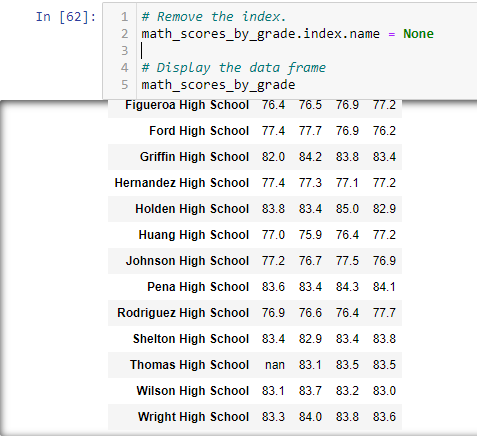 In [62]:
1 # Remove the index.
2 math_scores_by_grade.index.name = None
3
4 # Display the data frame
5 math_scores_by_grade
Figueroa High School 76.4 76.5 76.9 77.2
Ford High School 77.4 77.7 76.9 76.2
Griffin High School 82.0 84.2 83.8 83.4
Hernandez High School 77.4 77.3 77.1 77.2
Holden High School 83.8 83.4 85.0 82.9
Huang High School 77.0 75.9 76.4 77.2
Johnson High School 77.2 76.7 77.5 76.9
Pena High School 83.6 83.4 84.3 84.1
Rodriguez High School 76.9 76.6 76.4 77.7
Shelton High School 83.4 82.9 83.4 83.8
Thomas High School nan 83.1 83.5 83.5
Wilson High School 83.1 83.7 83.2 83.0
Wright High School 83.3 84.0 83.8 83.6